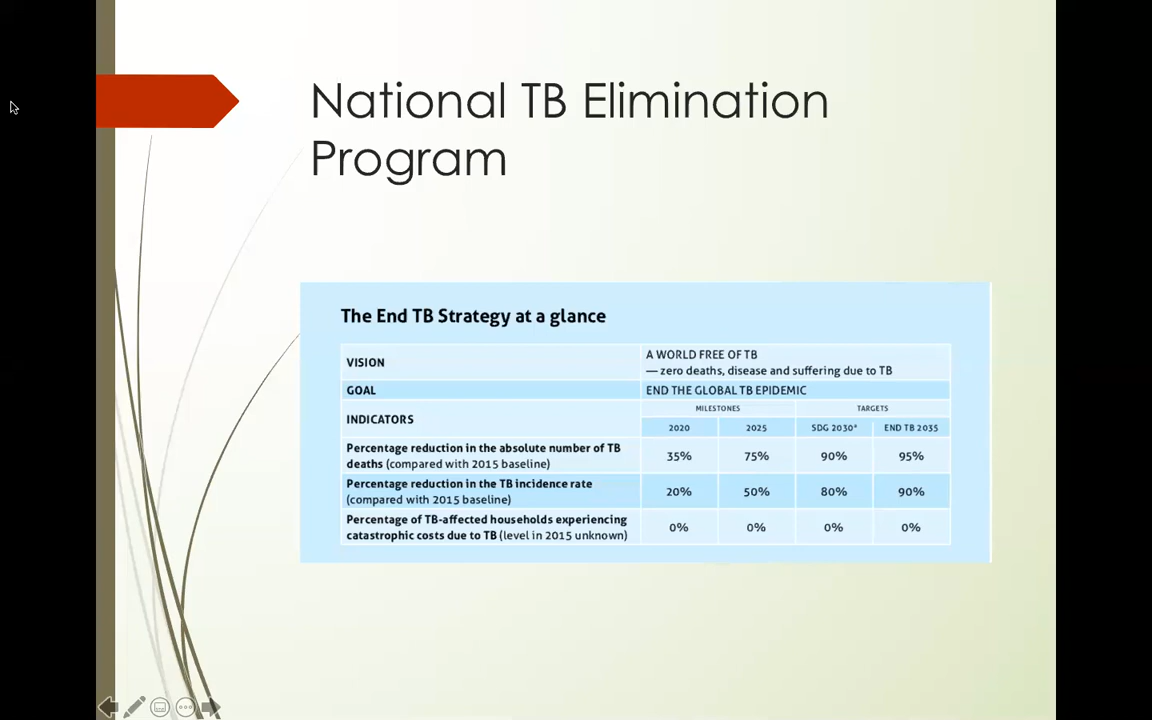 National TB Elimination
Program
The End TB Strategy at a glance
VISION
A WORLD FREE OF TB
— zero deaths, disease and suffering due to TB
GOAL
END THE GLOBAL TB EPIDEMIC
INDICATORS
MILESTONES
TARGETS
2020
2025
SDG 2030ª
END TB 2035
Percentage reduction in the absolute number of TB
deaths (compared with 2015 baseline)
35%
75%
90%
95%
Percentage reduction in the TB incidence rate
(compared with 2015 baseline)
20%
50%
80%
90%
Percentage of TB-affected households experiencing
catastrophic costs due to TB (level in 2015 unknown)
0%
0%
0%
0%